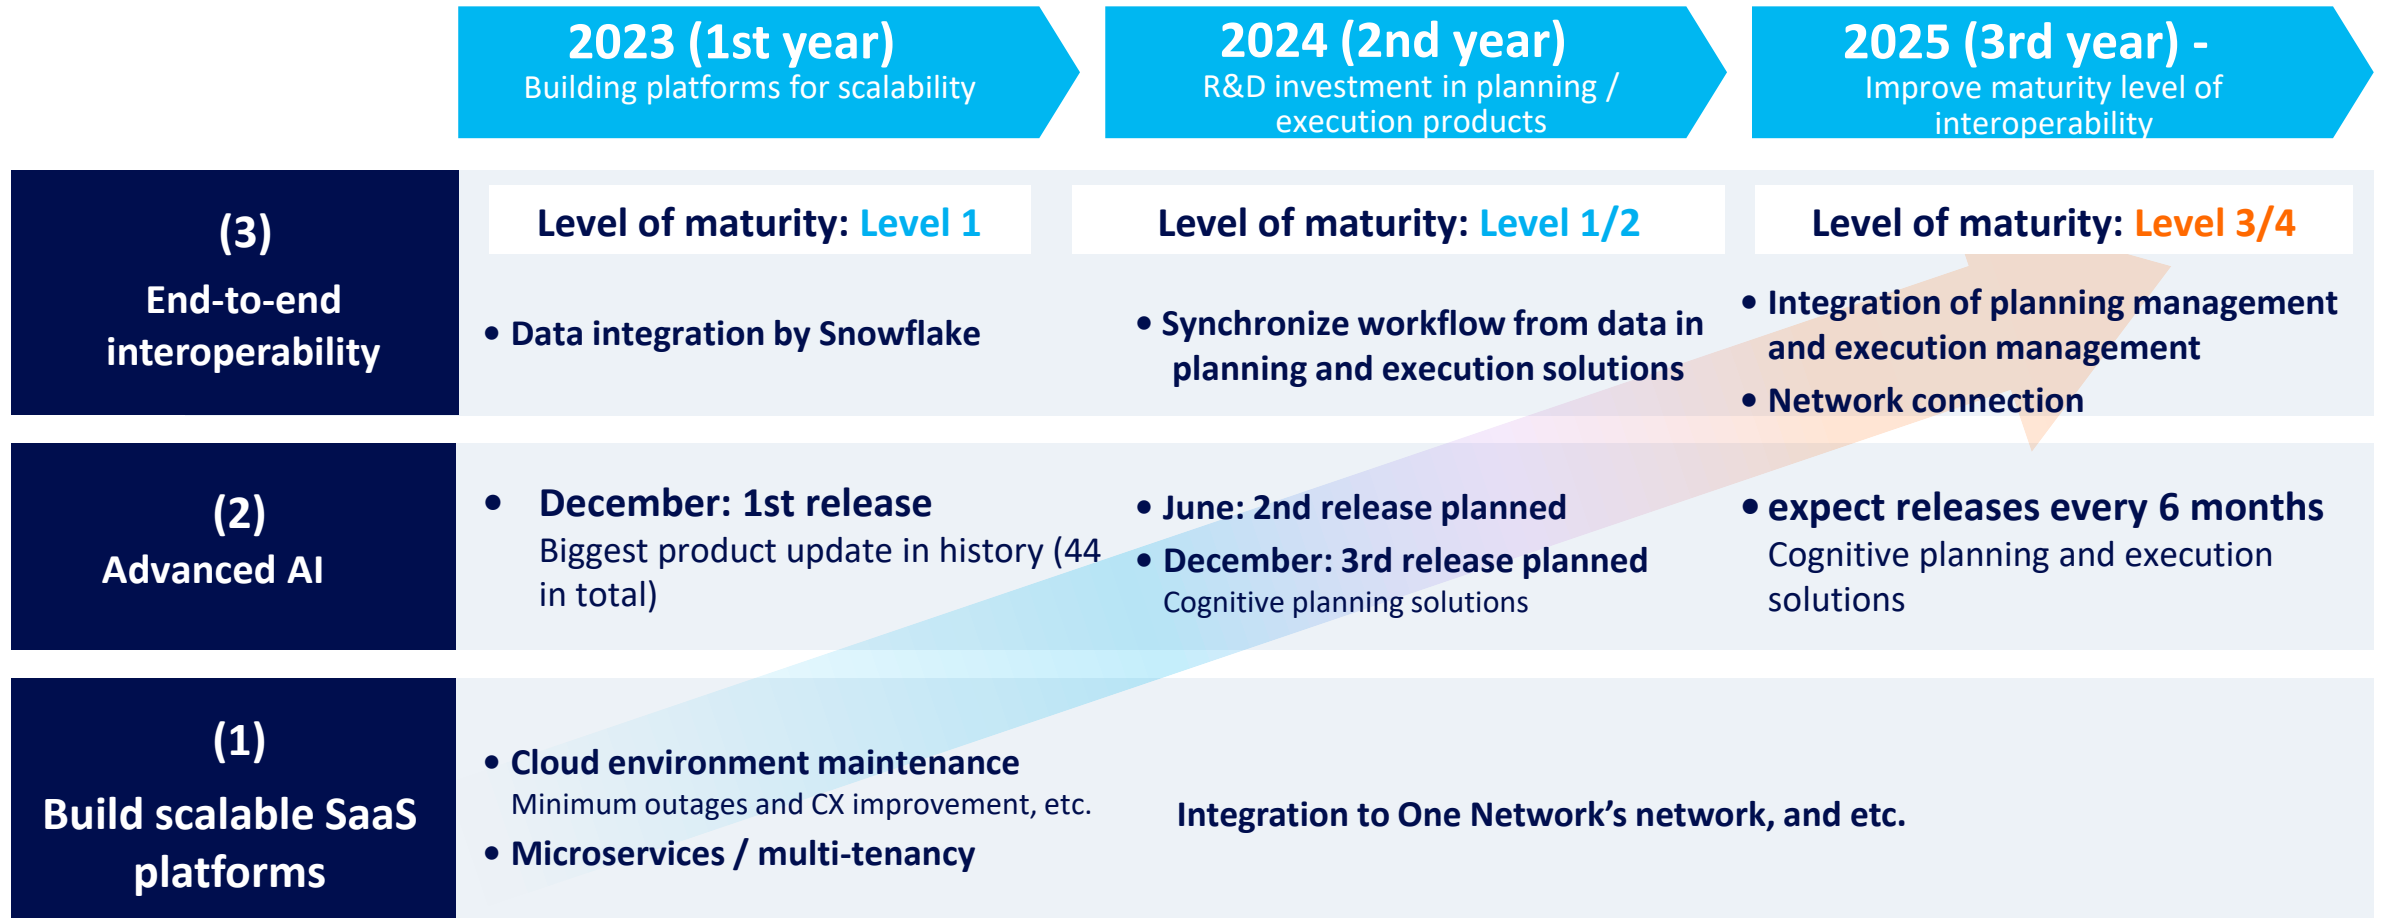 2023 (1st year)
Building platforms for scalability
2024 (2nd year)
R&D investment in planning /
execution products
2025 (3rd year) -
Improve maturity level of
interoperability
(3)
End-to-end
interoperability
Level of maturity: Level 1
• Data integration by Snowflake
Level of maturity: Level 1/2
• Synchronize workflow from data in
planning and execution solutions
Level of maturity: Level 3/4
• Integration of planning management
and execution management
• Network connection
(2)
Advanced AI
• December: 1st release
Biggest product update in history (44
in total)
• June: 2nd release planned
• December: 3rd release planned
Cognitive planning solutions
• expect releases every 6 months
Cognitive planning and execution
solutions
(1)
Build scalable SaaS
platforms
• Cloud environment maintenance
Minimum outages and CX improvement, etc.
• Microservices / multi-tenancy
Integration to One Network’s network, and etc.